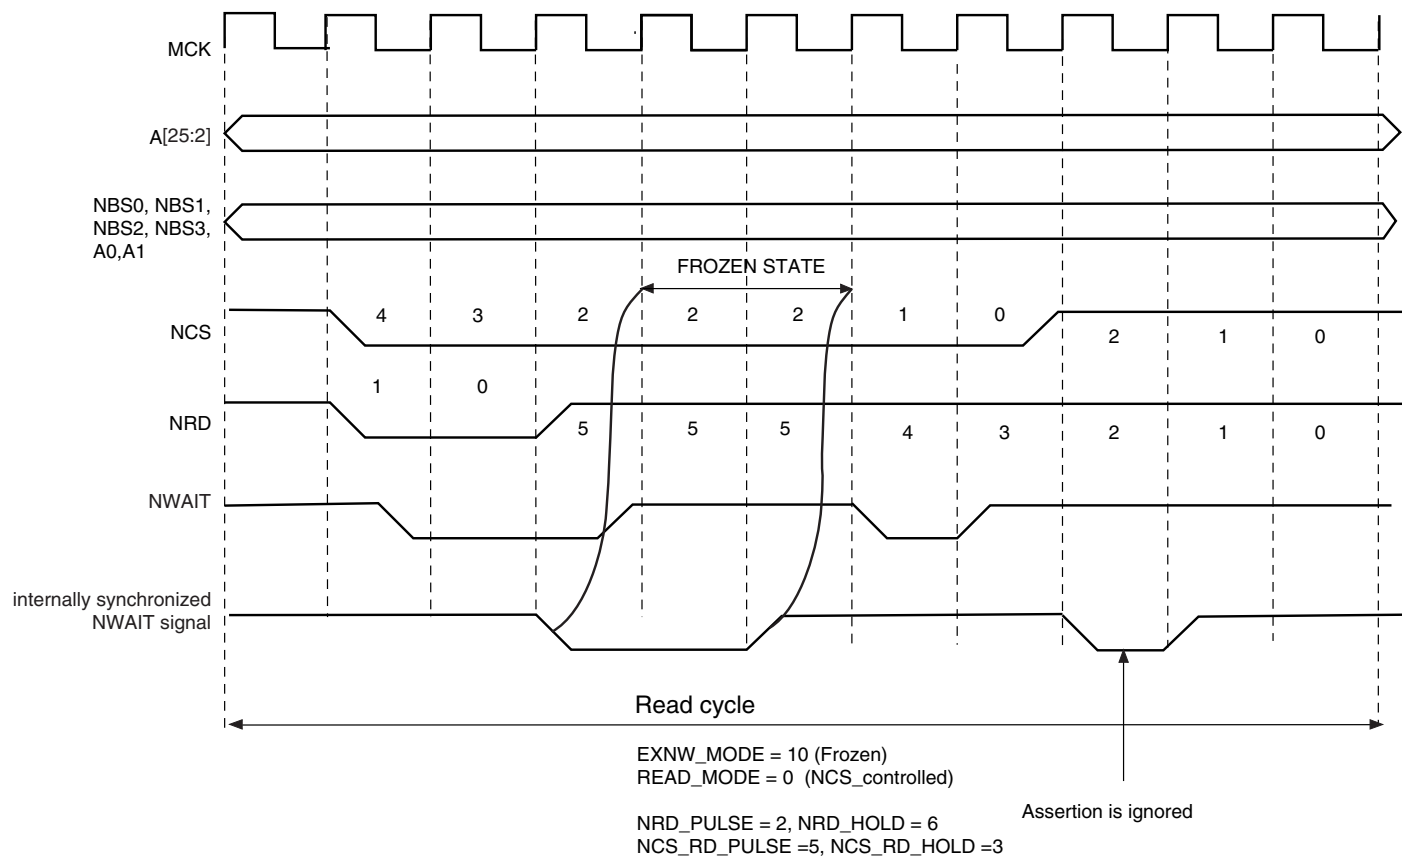 MCK
A[25:2]
NBS0, NBS1,
NBS2, NBS3,
A0,A1
FROZEN STATE
NCS
4 3 2 2 2 1 0
2 1 0
1 0
NRD
5 5 5 4 3 2 1 0
NWAIT
internally synchronized
NWAIT signal
Read cycle
EXNW_MODE = 10 (Frozen)
READ_MODE = 0 (NCS_controlled)
Assertion is ignored
NRD_PULSE = 2, NRD_HOLD = 6
NCS_RD_PULSE =5, NCS_RD_HOLD =3